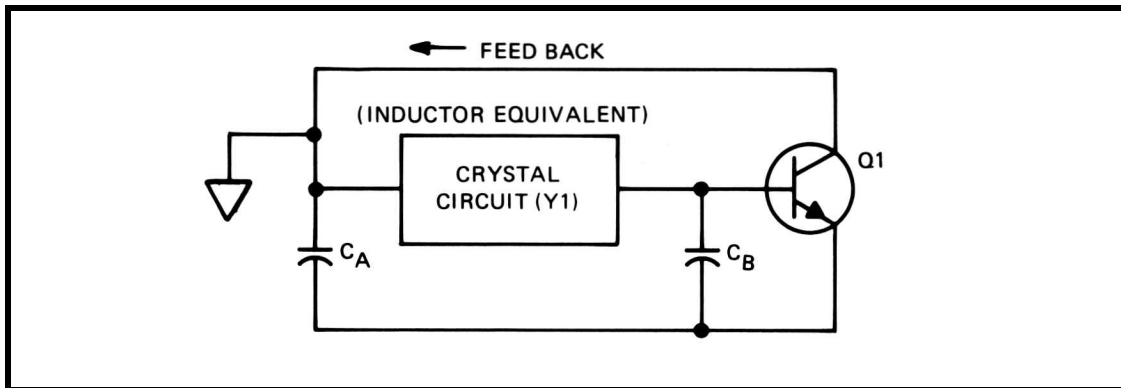 FEED BACK
(INDUCTOR EQUIVALENT)
CRYSTAL
CIRCUIT (Y1)
Q1
CA
CB